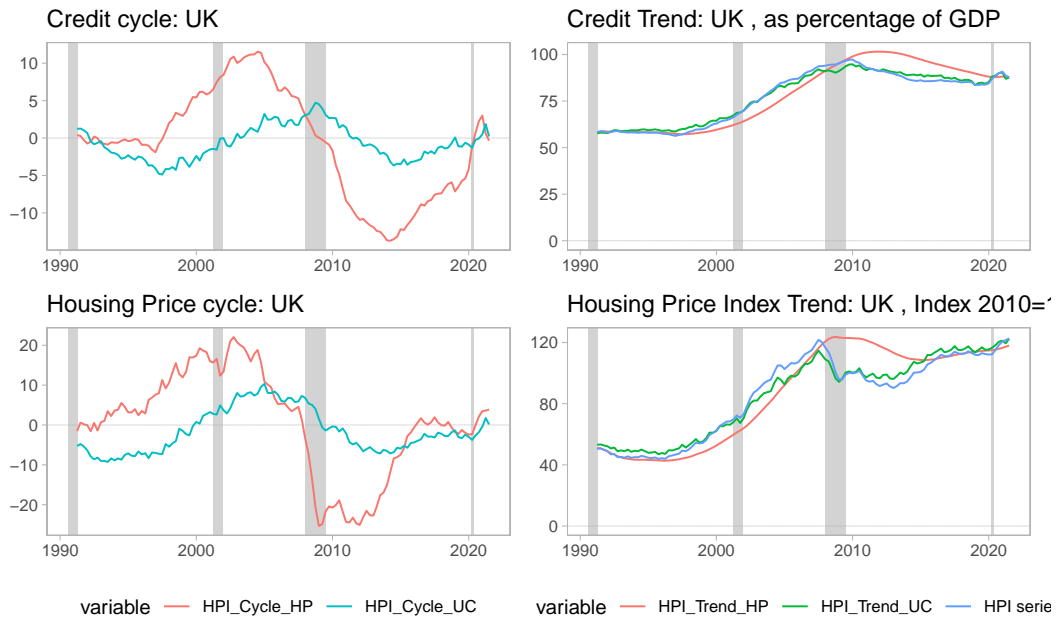 Credit cycle: UK
10
5
0
−5
−10
1990 2000 2010 2020
Credit Trend: UK , as percentage of GDP
100
75
50
25
0
1990 2000 2010 2020
Housing Price cycle: UK
20
10
0
−10
−20
1990 2000 2010 2020
Housing Price Index Trend: UK , Index 2010=1
120
80
40
0
1990 2000 2010 2020
variable HPI_Cycle_HP HPI_Cycle_UC
variable HPI_Trend_HP HPI_Trend_UC HPI serie